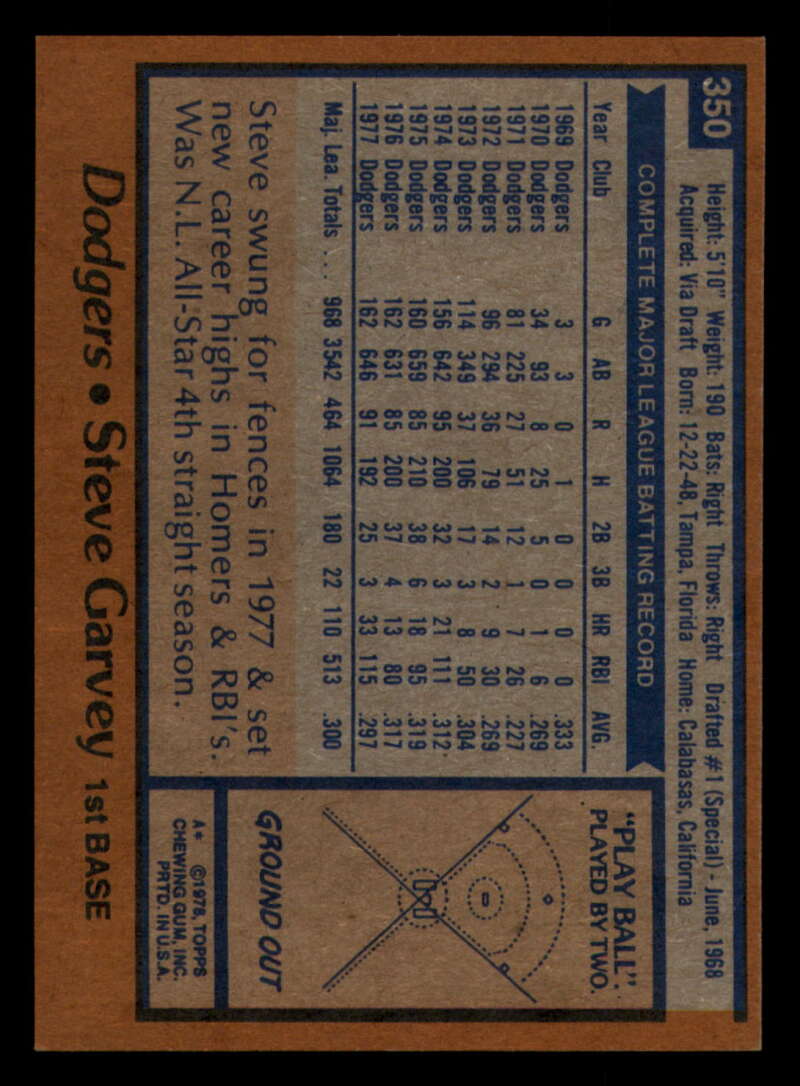 350
Height: 5'10" Weight: 190 Bats: Right Throws: Right Drafted #1 (Special) - June, 1968
Acquired: Via Draft Born: 12-22-48, Tampa, Florida Home: Calabasas, California
COMPLETE MAJOR LEAGUE BATTING RECORD
Year Club G AB R H 2B 3B HR RBI AVG.
1969 Dodgers 3 3 0 1 0 0 0 0 .333
1970 Dodgers 34 93 8 25 5 0 1 6 .269
1971 Dodgers 81 225 27 51 12 1 7 26 .227
1972 Dodgers 96 294 36 79 14 2 9 30 .269
1973 Dodgers 114 349 37 106 17 3 8 50 .304
1974 Dodgers 156 642 95 200 32 3 21 111 .312
1975 Dodgers 160 659 85 210 38 6 18 95 .319
1976 Dodgers 162 631 85 200 37 4 13 80 .317
1977 Dodgers 162 646 91 192 25 3 33 115 .297
Maj. Lea. Totals ... 968 3542 464 1064 180 22 110 513 .300
Steve swung for fences in 1977 & set
new career highs in Homers & RBI's.
Was N.L. All-Star 4th straight season.
"PLAY BALL":
PLAYED BY TWO.
GROUND OUT
A* ©1978, TOPPS
CHEWING GUM, INC.
PRTD. IN U.S.A.
Dodgers • Steve Garvey 1st BASE